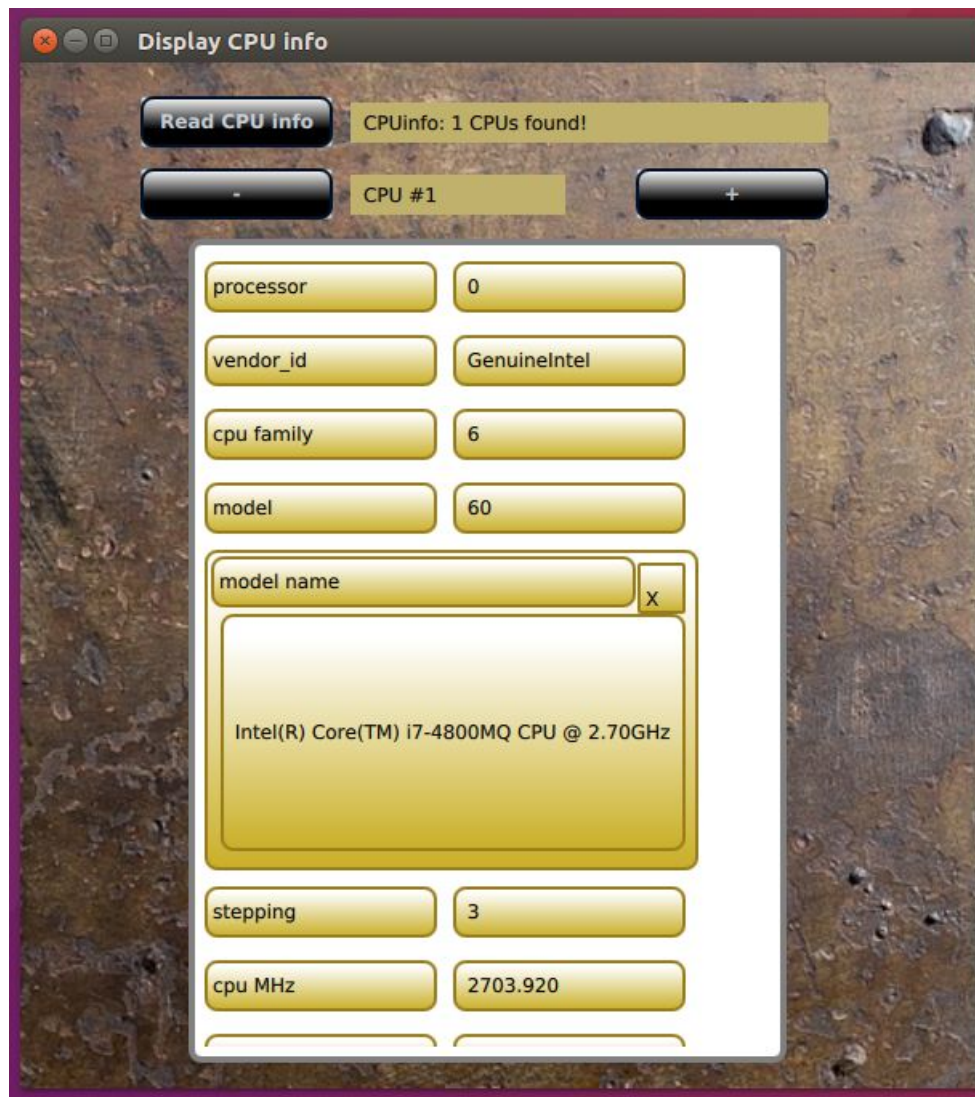 Display CPU info
Read CPU info CPUinfo: 1 CPUs found!
- CPU #1 +
processor 0
vendor_id GenuineIntel
cpu family 6
model 60
model name X
Intel(R) Core(TM) i7-4800MQ CPU @ 2.70GHz
stepping 3
cpu MHz 2703.920